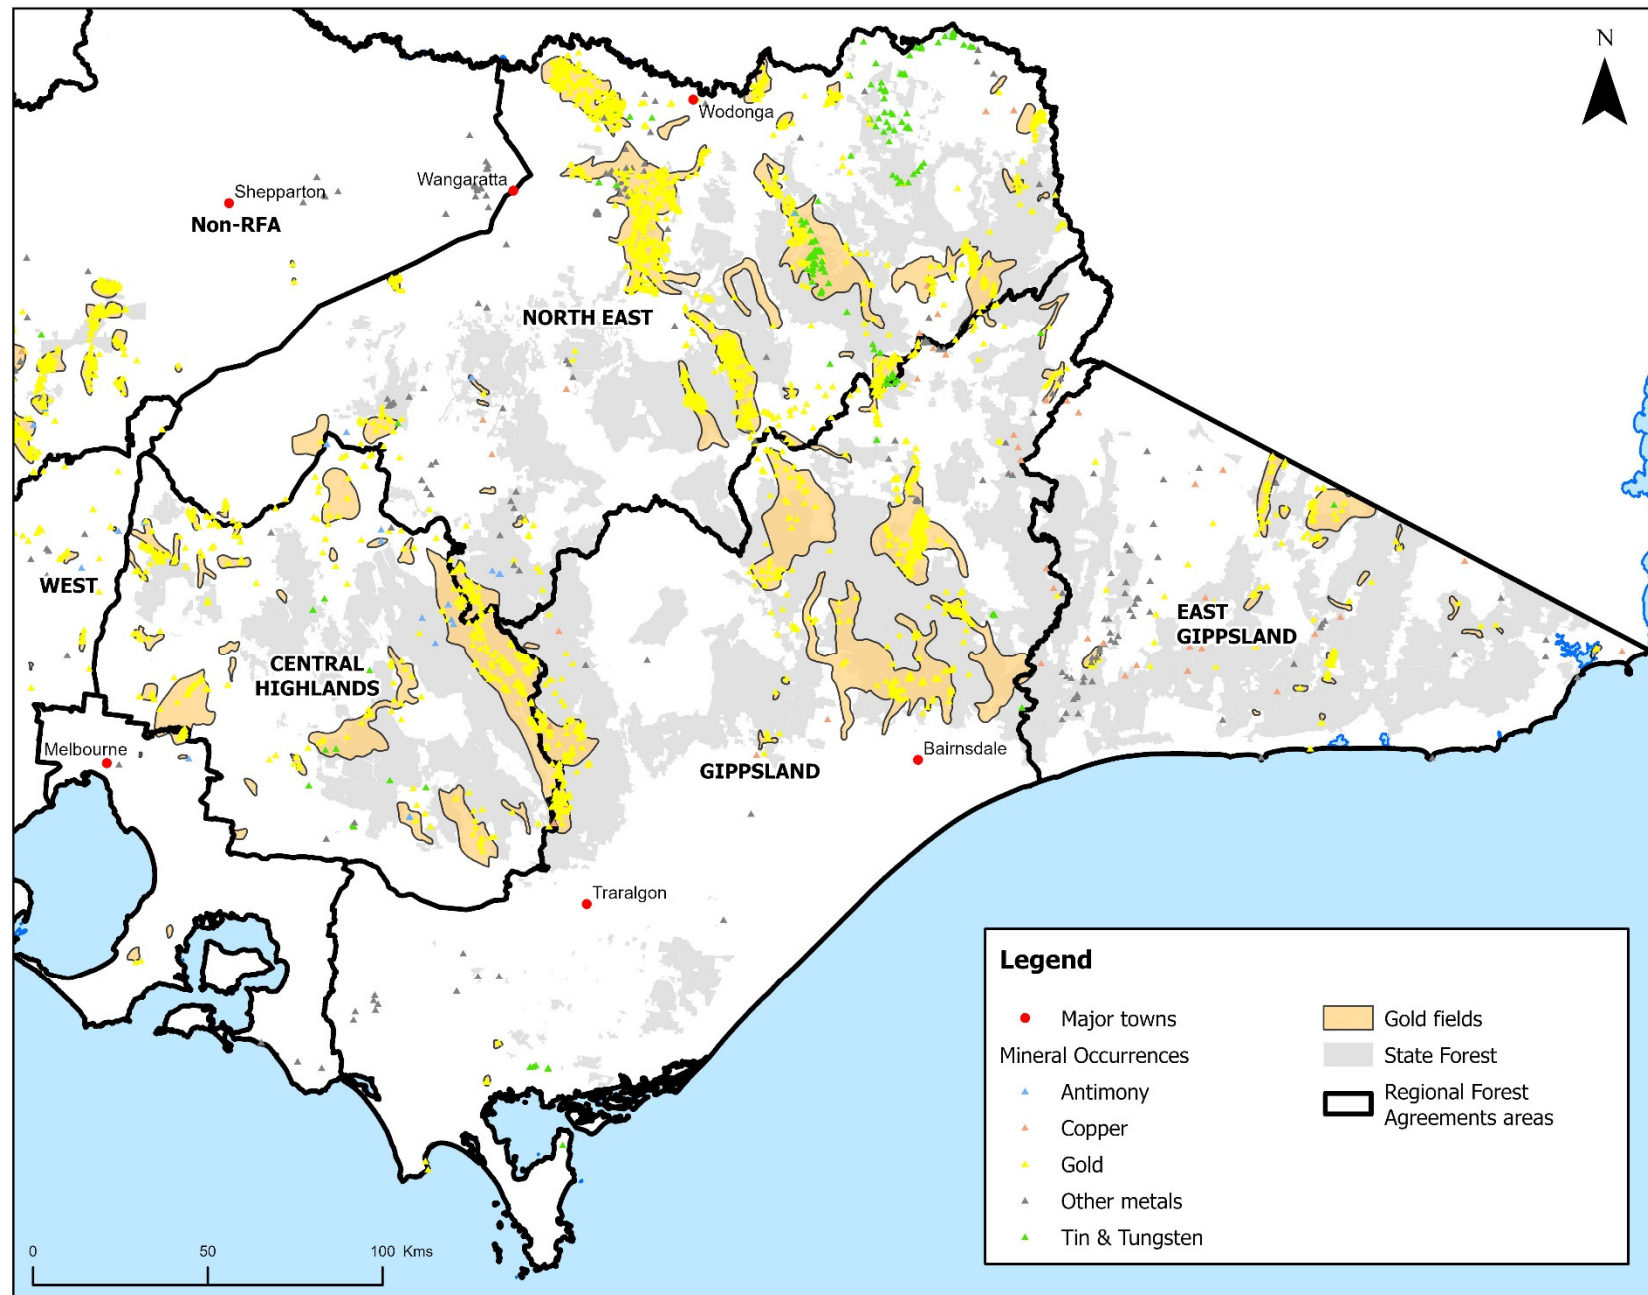 N
Wodonga
Wangaratta
Shepparton
Non-RFA
NORTH EAST
WEST
EAST
GIPPSLAND
CENTRAL
HIGHLANDS
Melbourne
Bairnsdale
GIPPSLAND
Traralgon
Legend
Major towns
Mineral Occurrences
Antimony
Copper
Gold
Other metals
Tin & Tungsten
Gold fields
State Forest
Regional Forest
Agreements areas
0 50 100 Kms